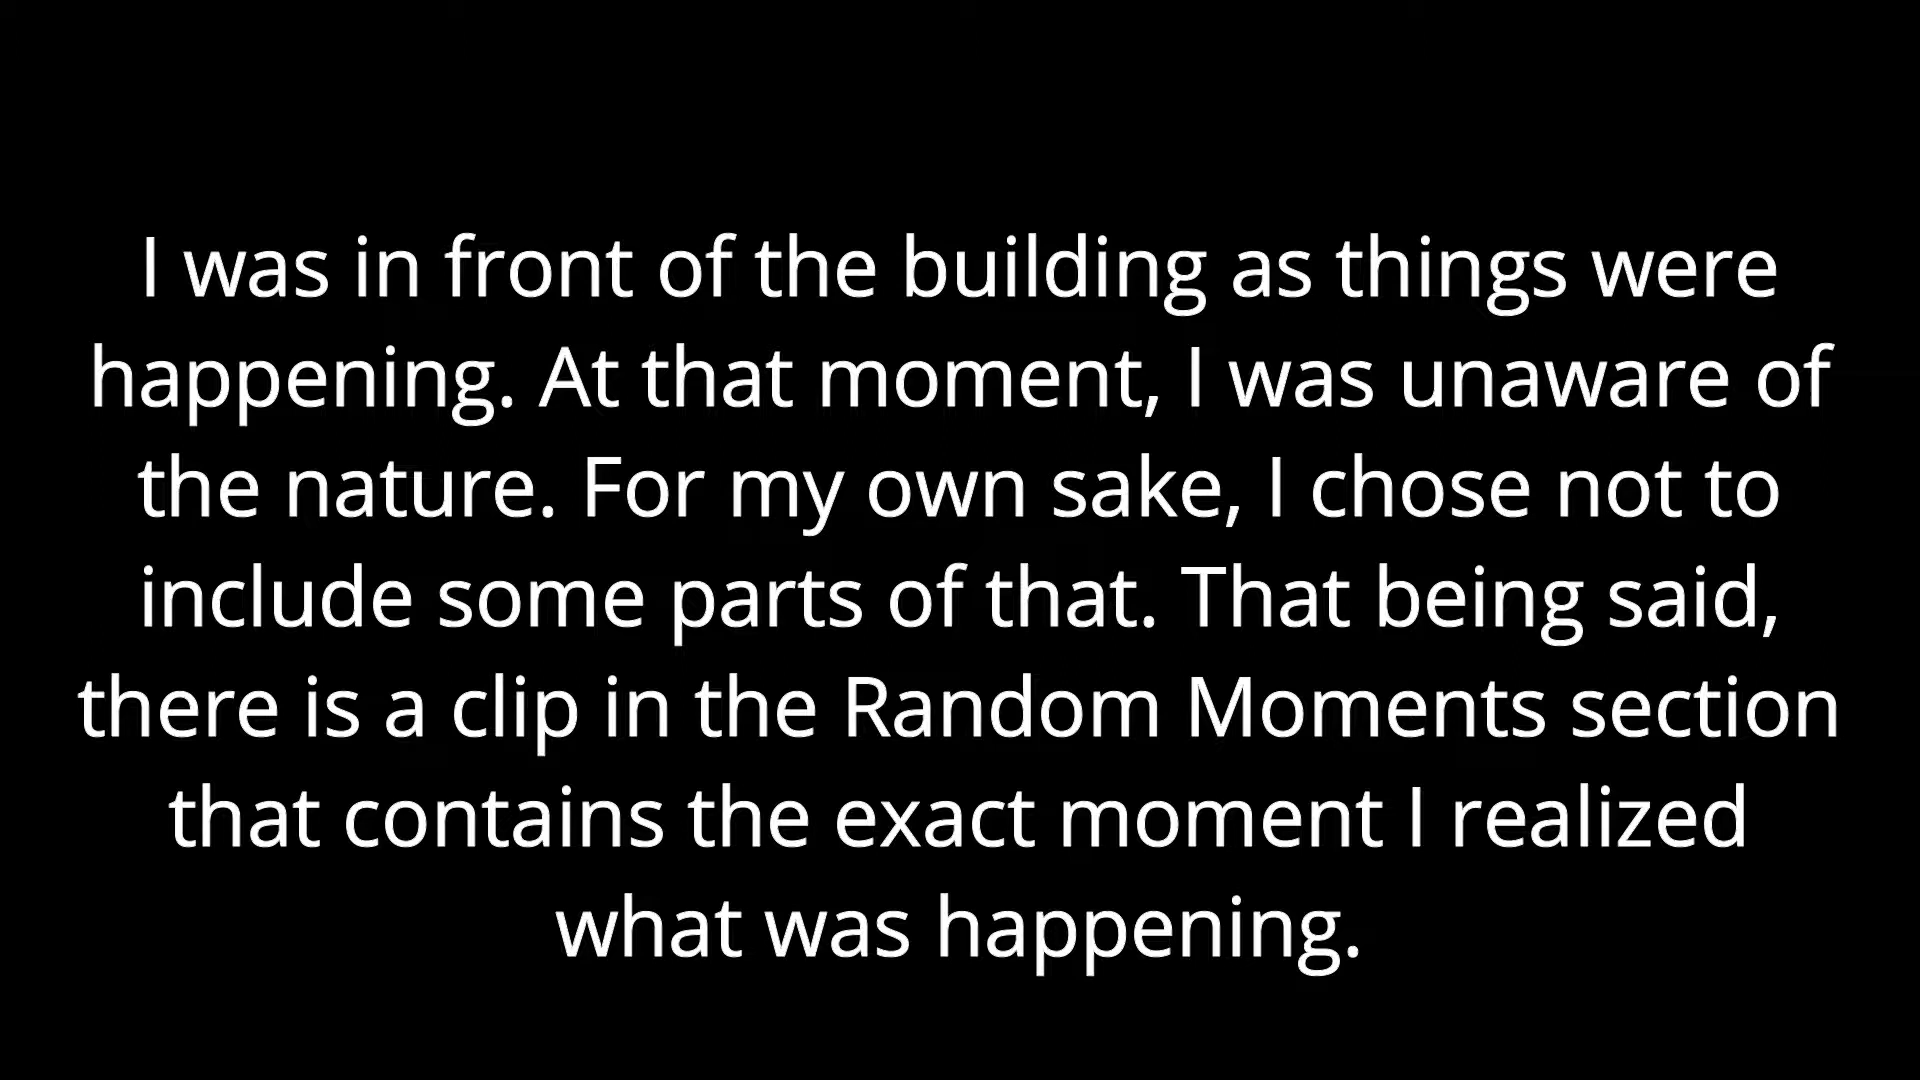 I was in front of the building as things were
happening. At that moment, I was unaware of
the nature. For my own sake, I chose not to
include some parts of that. That being said,
there is a clip in the Random Moments section
that contains the exact moment I realized
what was happening.